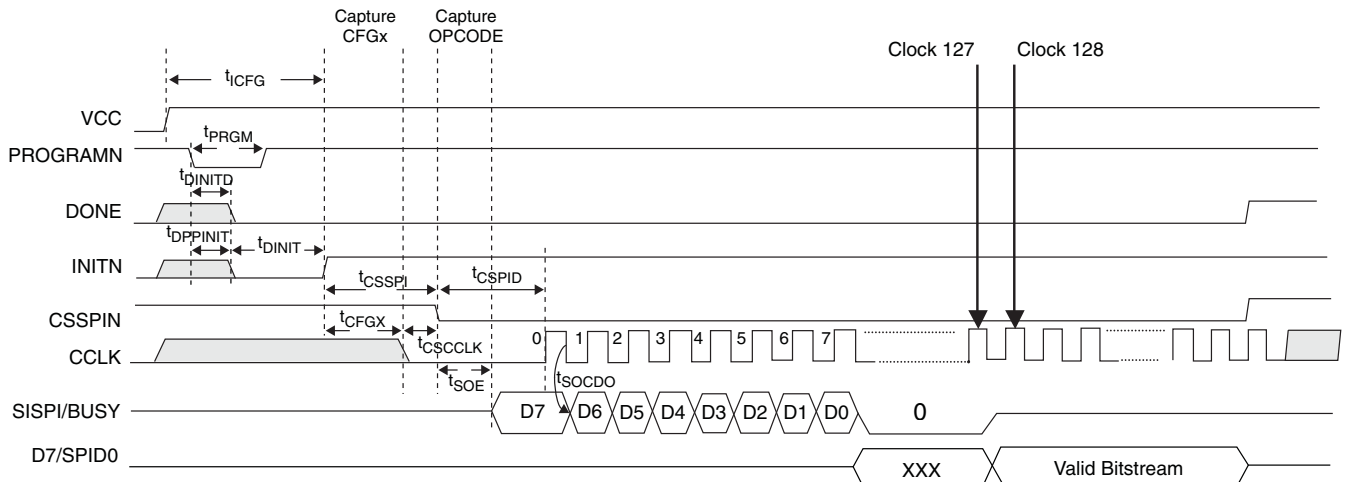 Capture CFGx
Capture OPCODE
Clock 127
Clock 128
tICFG
VCC
tPRGM
PROGRAMN
tDINITD
DONE
tDPPINIT
tDINIT
INITN
tCSSPI
tCSPID
CSSPIN
tCFGX
tCSCCLK
0 1 2 3 4 5 6 7
CCLK
tSOE
tSOCDO
SISPI/BUSY
D7 D6 D5 D4 D3 D2 D1 D0 0
D7/SPID0
XXX
Valid Bitstream